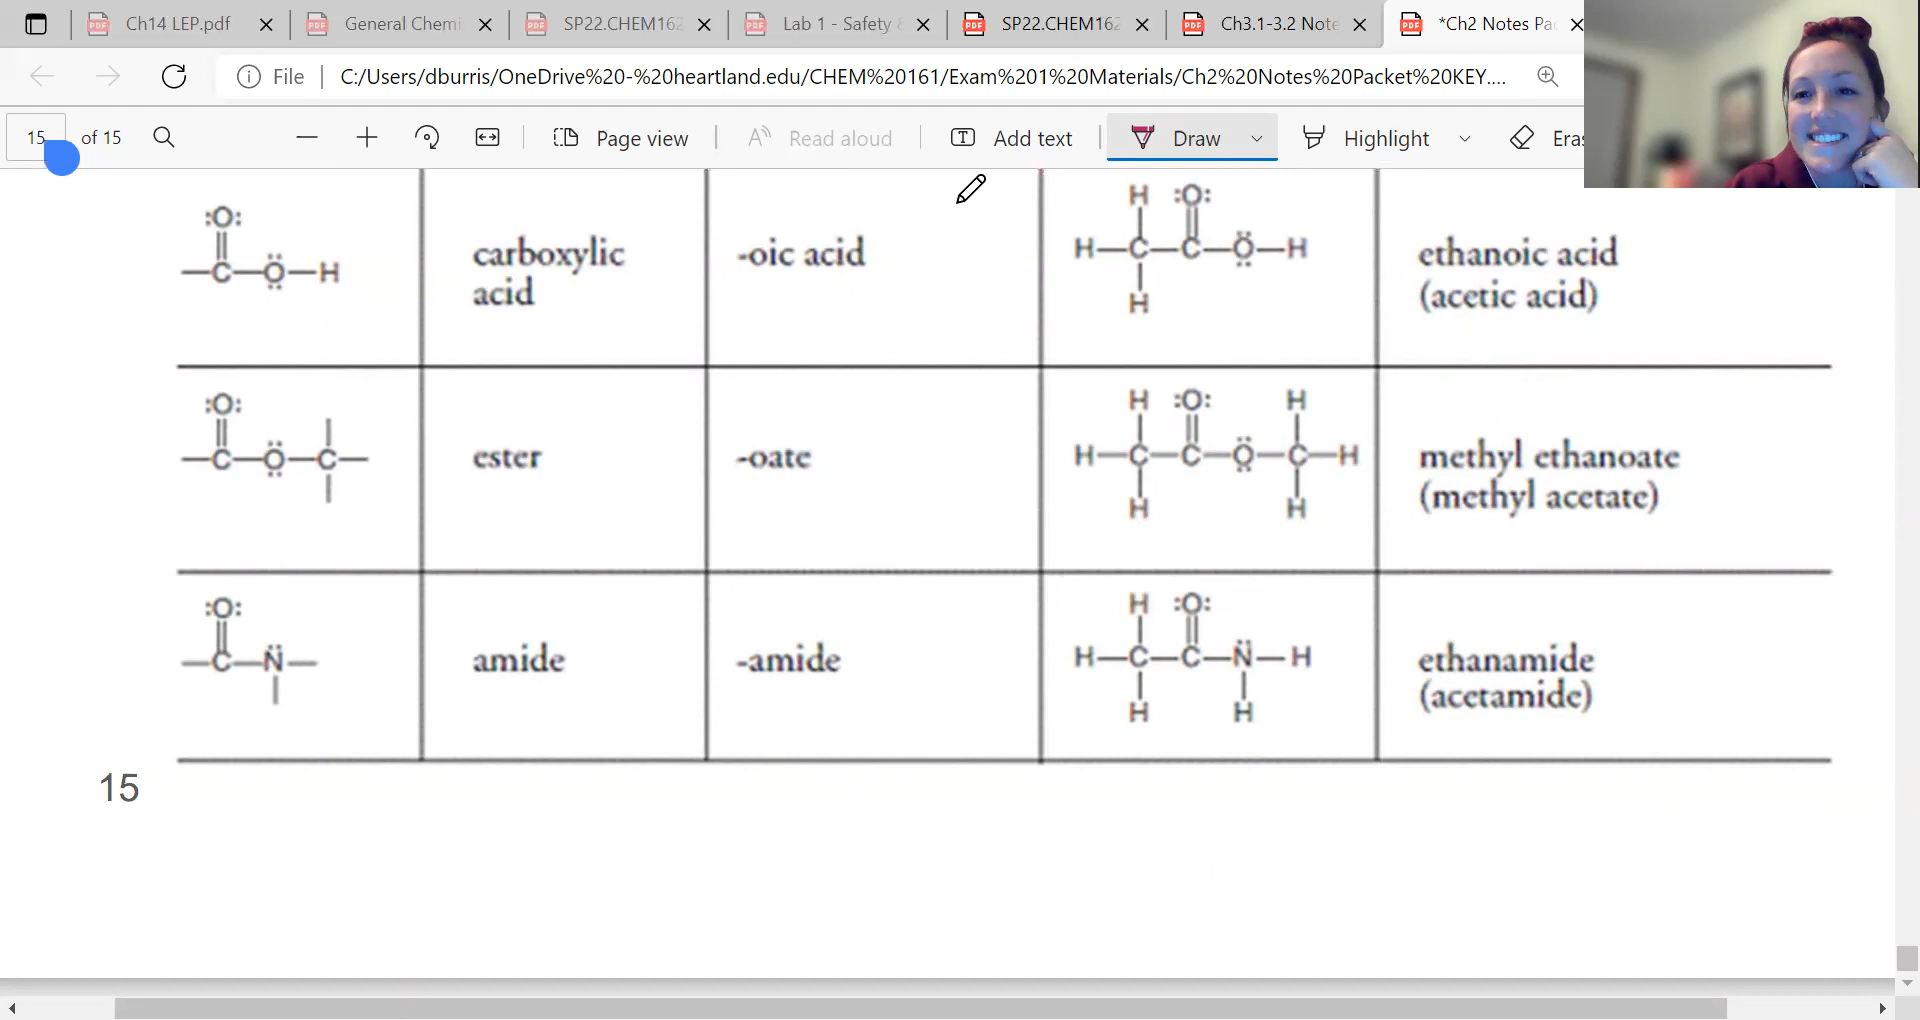 Ch14 LEP.pdf
General Chemi
SP22.CHEM162
Lab 1 - Safety &
SP22.CHEM162
Ch3.1-3.2 Note
*Ch2 Notes Pa
File
C:/Users/dburris/OneDrive%20-%20heartland.edu/CHEM%20161/Exam%201%20Materials/Ch2%20Notes%20Packet%20KEY....
15 of 15
Page view
Read aloud
Add text
Draw
Highlight
Eras
:O:
—C—Ö—H
carboxylic
acid
-oic acid
H :O:
H—C—C—Ö—H
H
ethanoic acid
(acetic acid)
:O:
—C—Ö—C—
ester
-oate
H :O: H
H—C—C—Ö—C—H
H H
methyl ethanoate
(methyl acetate)
:O:
—C—N̈—
amide
-amide
H :O:
H—C—C—N̈—H
H H
ethanamide
(acetamide)
15